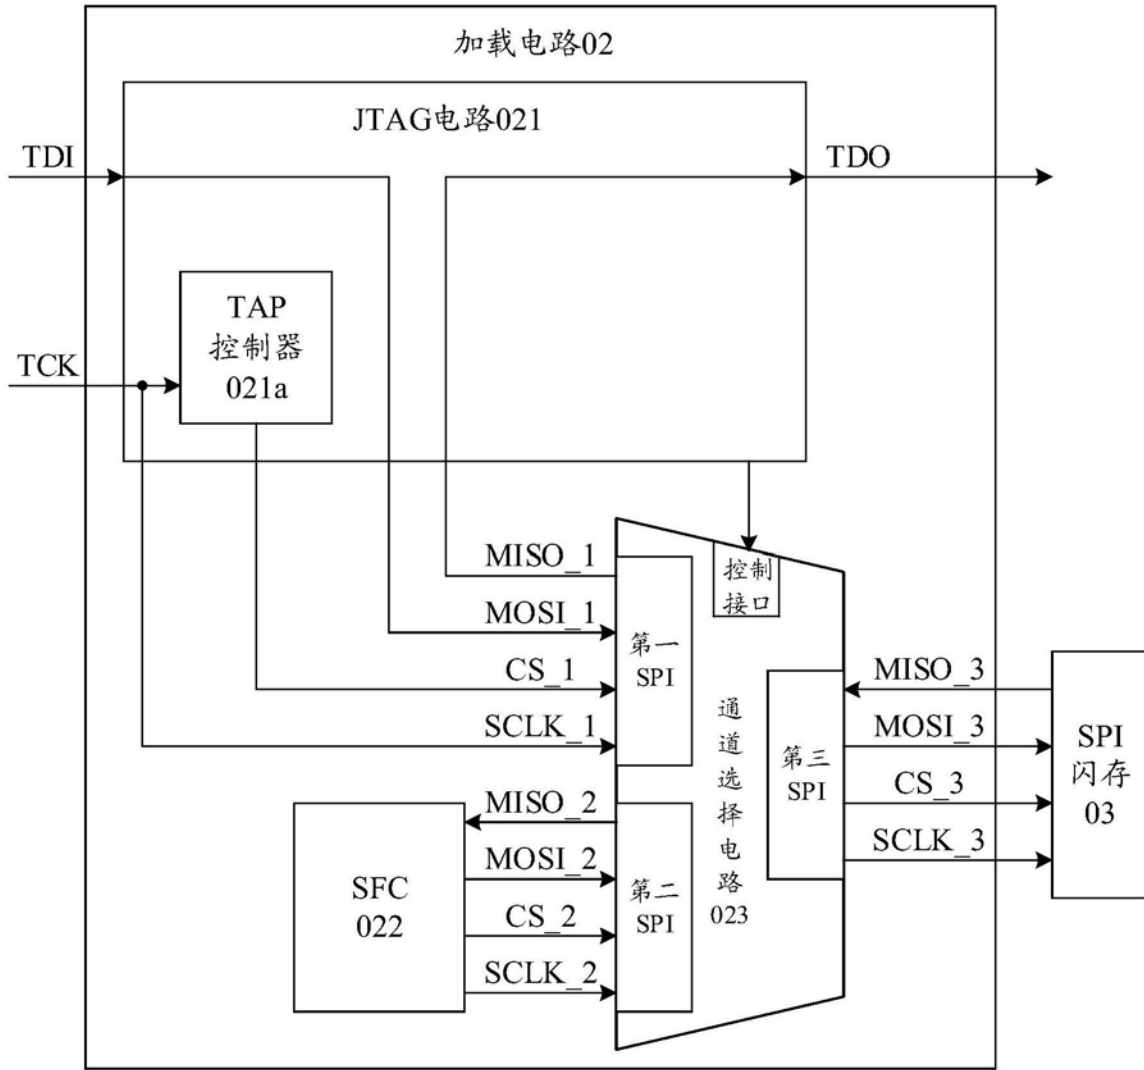 加载电路02
JTAG电路021
TDI
TDO
TAP
控制器
021a
TCK
MISO_1
MOSI_1
CS_1
SCLK_1
第一
SPI
控制
接口
MISO_2
MOSI_2
CS_2
SCLK_2
SFC
022
第二
SPI
通
道
选
择
电
路
023
第三
SPI
MISO_3
MOSI_3
CS_3
SCLK_3
SPI
闪存
03